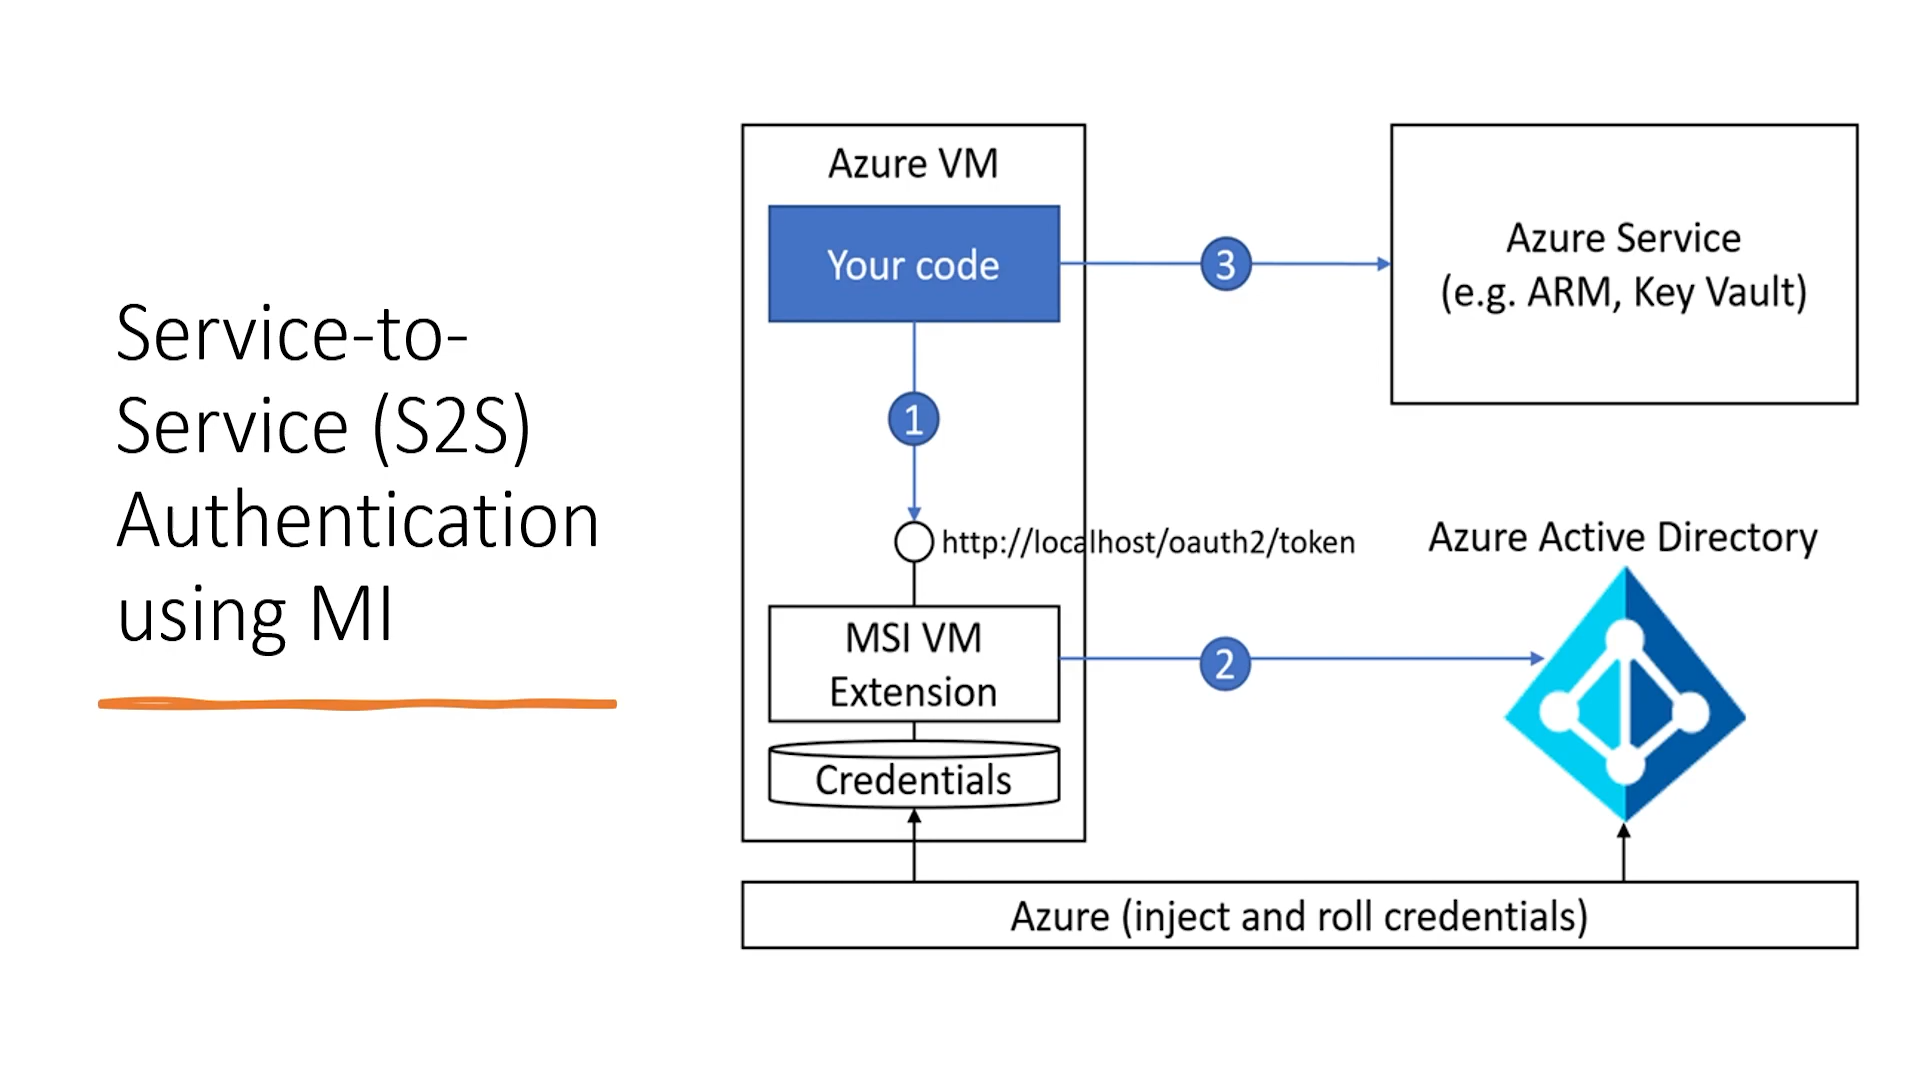 Service-to-
Service (S2S)
Authentication
using MI
Azure VM
Your code
3
Azure Service
(e.g. ARM, Key Vault)
1
http://localhost/oauth2/token
Azure Active Directory
MSI VM
Extension
2
Credentials
Azure (inject and roll credentials)